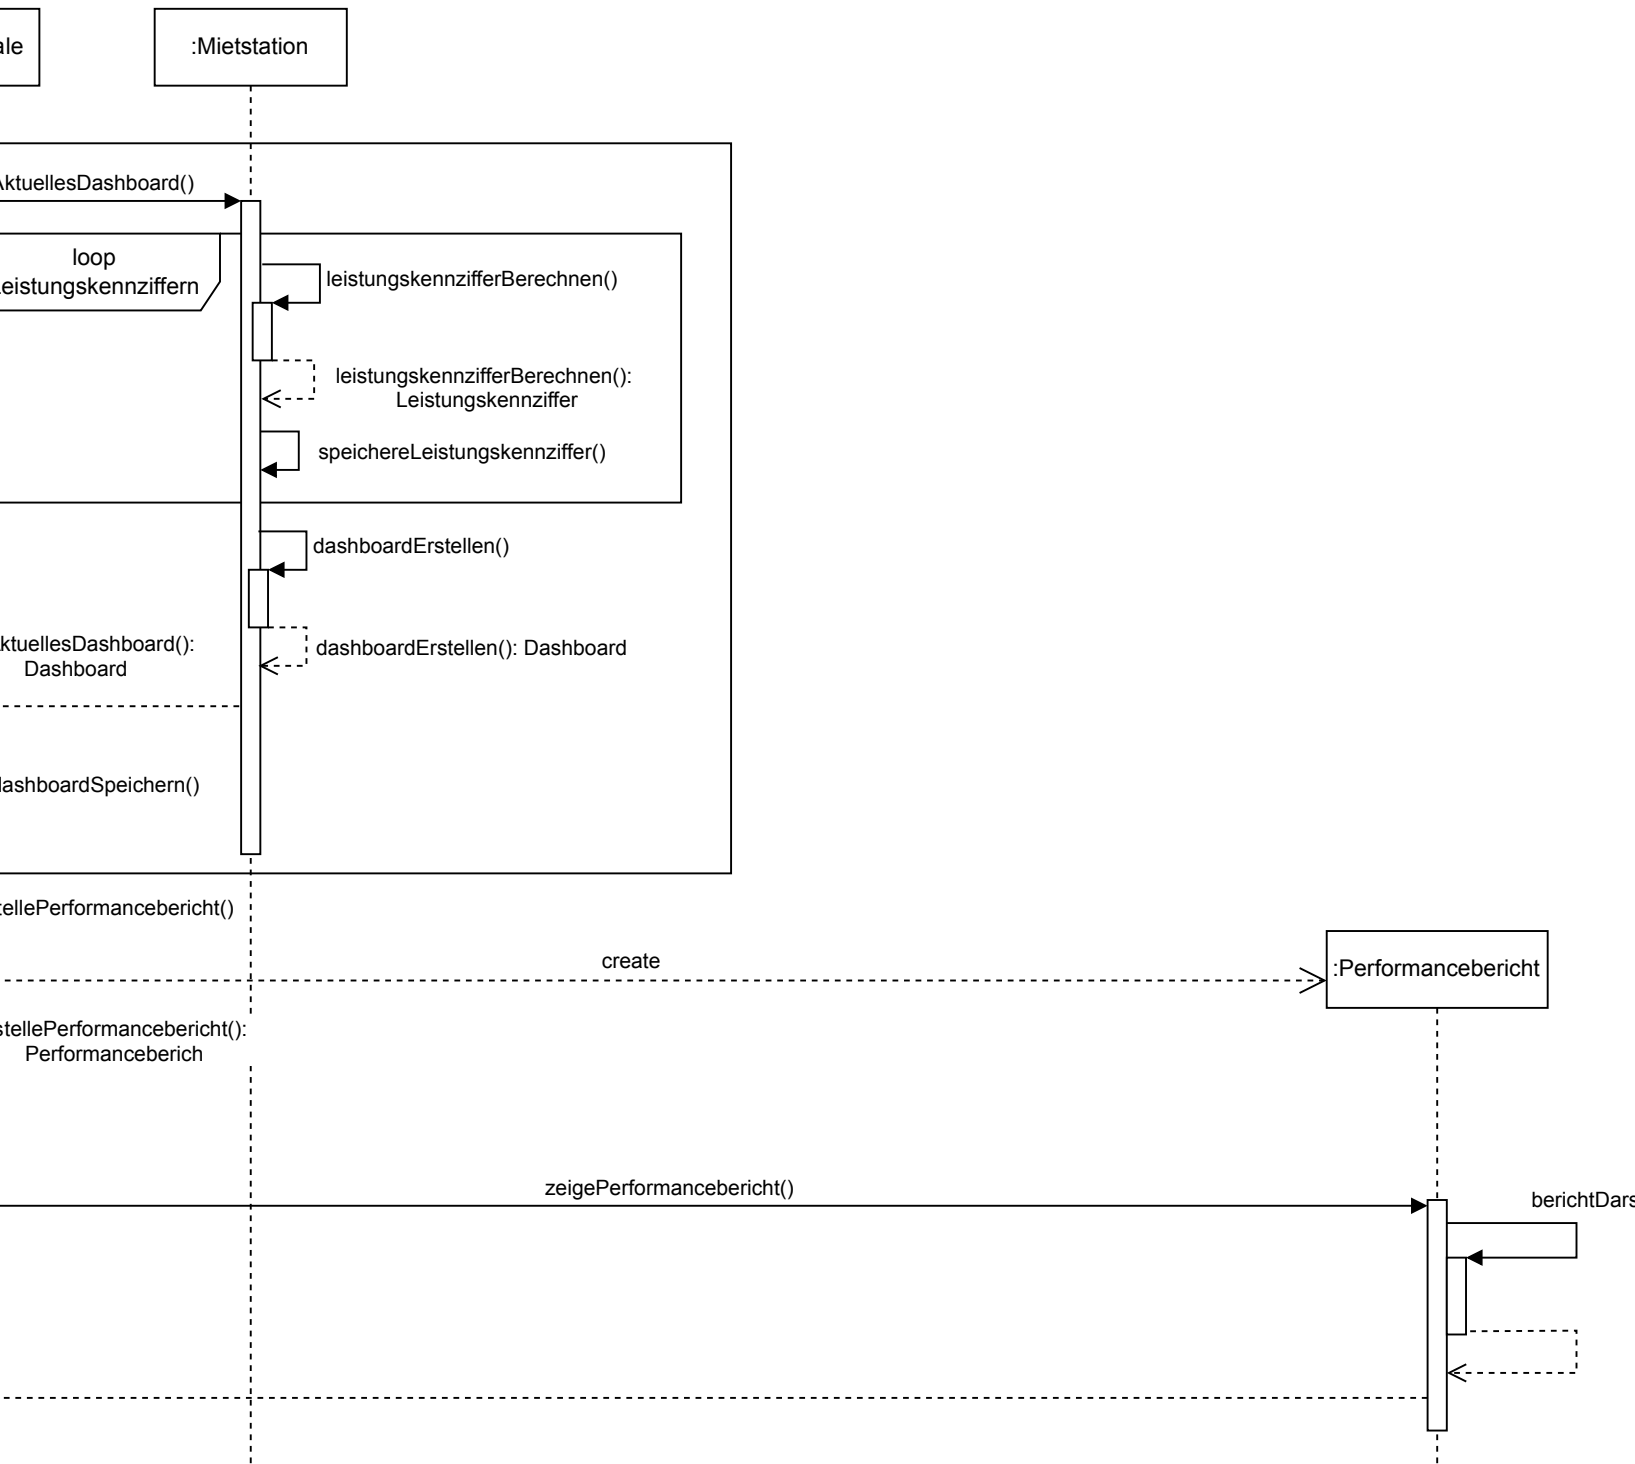 ale
:Mietstation
AktuellesDashboard()
loop
Leistungskennziffern
leistungskennzifferBerechnen()
leistungskennzifferBerechnen():
Leistungskennziffer
speichereLeistungskennziffer()
dashboardErstellen()
ktuellesDashboard():
Dashboard
dashboardErstellen(): Dashboard
dashboardSpeichern()
tellePerformancebericht()
create
:Performancebericht
stellePerformancebericht():
Performanceberich
zeigePerformancebericht()
berichtDars